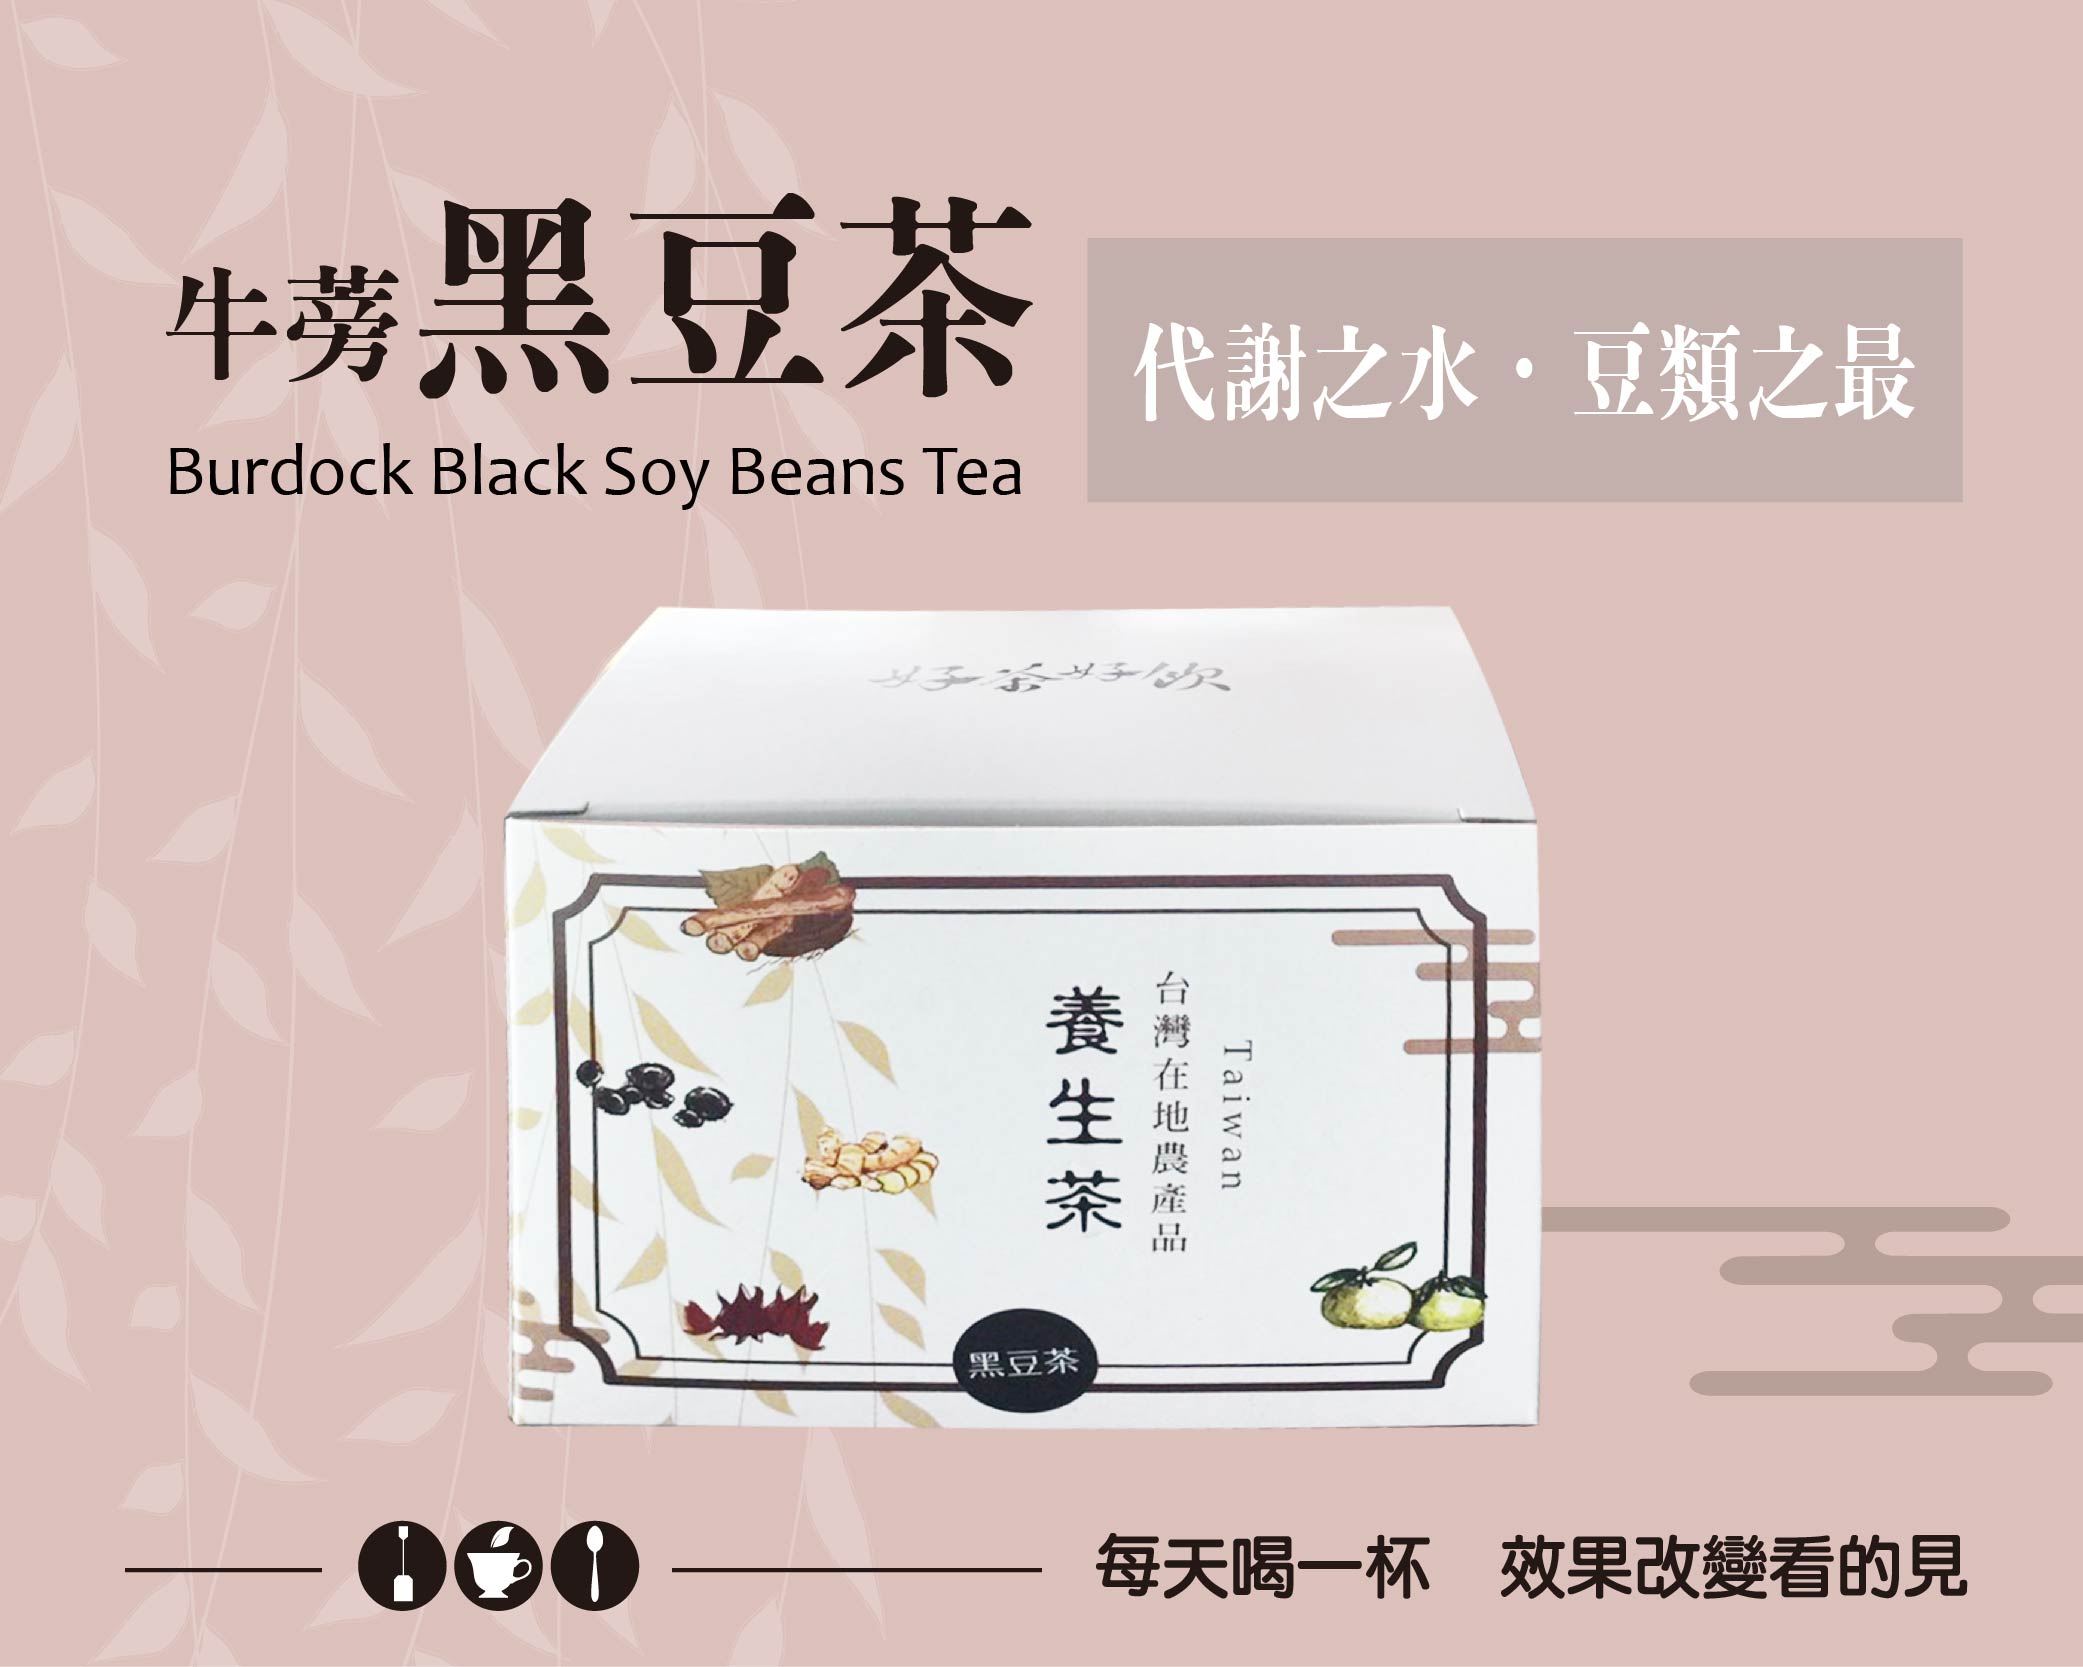 牛蒡黑豆茶
Burdock Black Soy Beans Tea
代謝之水・豆類之最
好茶好飲
Taiwan
台灣在地農產品
養生茶
黑豆茶
每天喝一杯 效果改變看的見